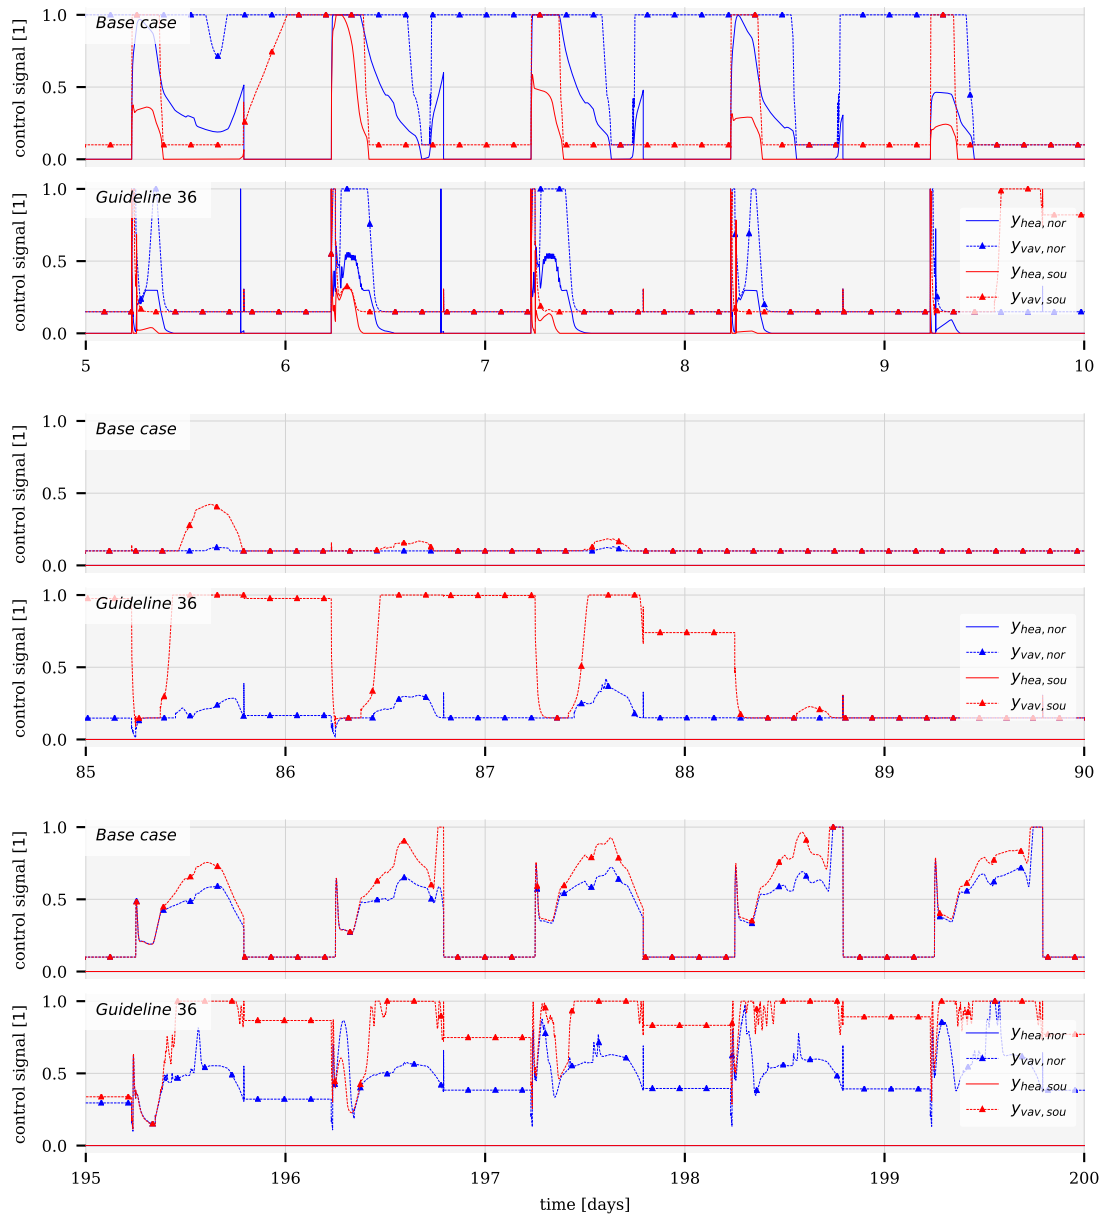 control signal [1]
1.0
Base case
0.5
0.0
control signal [1]
1.0
Guideline 36
0.5
0.0
y_hea,nor
y_vav,nor
y_hea,sou
y_vav,sou
5 6 7 8 9 10
control signal [1]
1.0
Base case
0.5
0.0
control signal [1]
1.0
Guideline 36
0.5
0.0
y_hea,nor
y_vav,nor
y_hea,sou
y_vav,sou
85 86 87 88 89 90
control signal [1]
1.0
Base case
0.5
0.0
control signal [1]
1.0
Guideline 36
0.5
0.0
y_hea,nor
y_vav,nor
y_hea,sou
y_vav,sou
195 196 197 198 199 200
time [days]